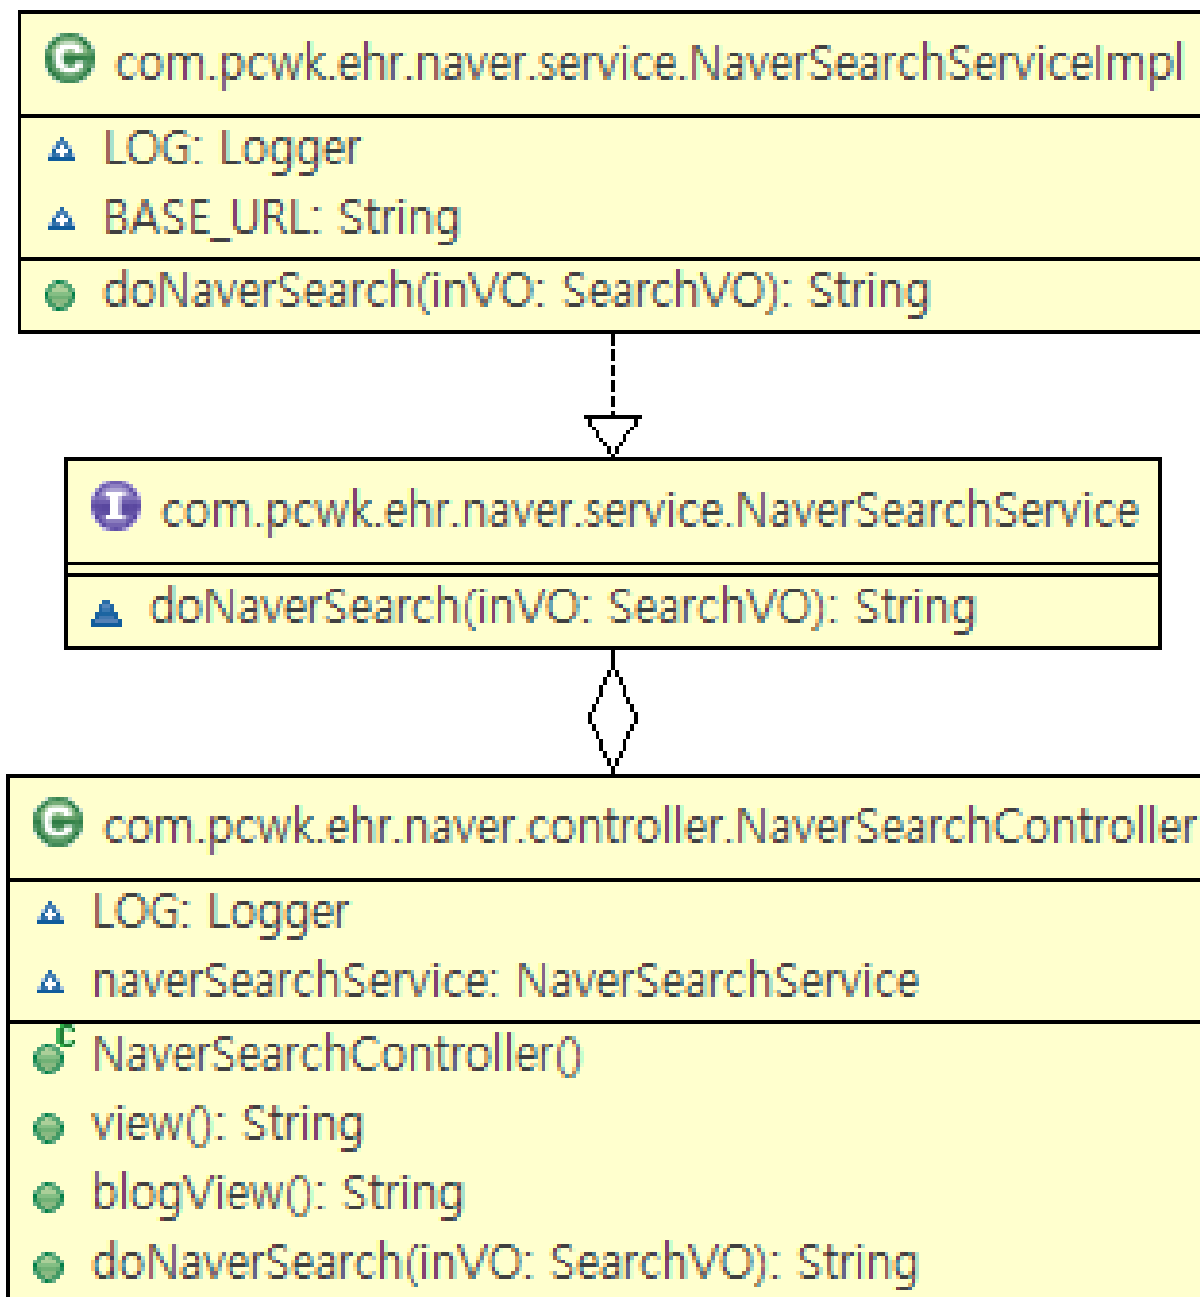 C com.pcwk.ehr.naver.service.NaverSearchServiceImpl
LOG: Logger
BASE_URL: String
doNaverSearch(inVO: SearchVO): String
I com.pcwk.ehr.naver.service.NaverSearchService
doNaverSearch(inVO: SearchVO): String
C com.pcwk.ehr.naver.controller.NaverSearchController
LOG: Logger
naverSearchService: NaverSearchService
C NaverSearchController()
view(): String
blogView(): String
doNaverSearch(inVO: SearchVO): String